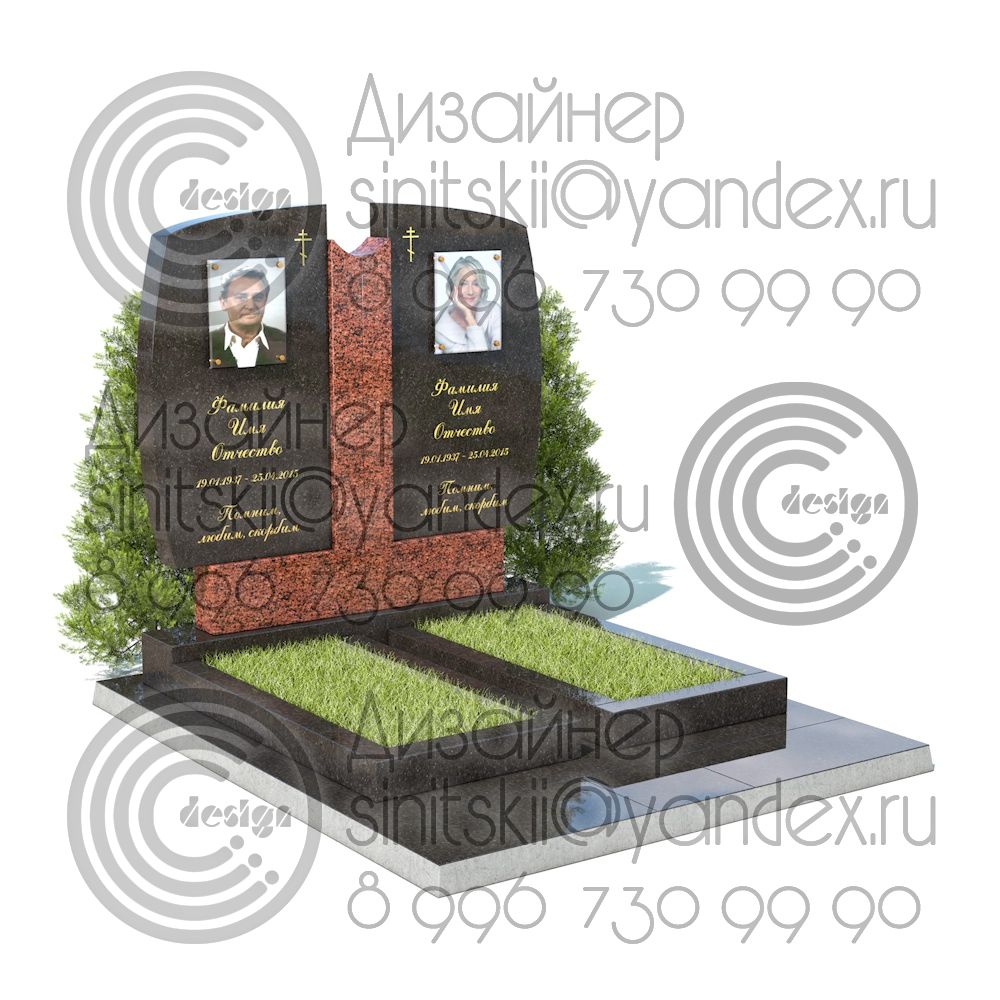 Дизайнер
design
sinitskii@yandex.ru
8 996 730 99 90
Фамилия
Имя
Отчество
19.01.1937 - 25.04.2015
Помним,
любим, скорбим
Фамилия
Имя
Отчество
19.01.1937 - 25.04.2015
Помним,
любим, скорбим
Дизайнер
sinitskii@yandex.ru
8 996 730 99 90
design
Дизайнер
design
sinitskii@yandex.ru
8 996 730 99 90